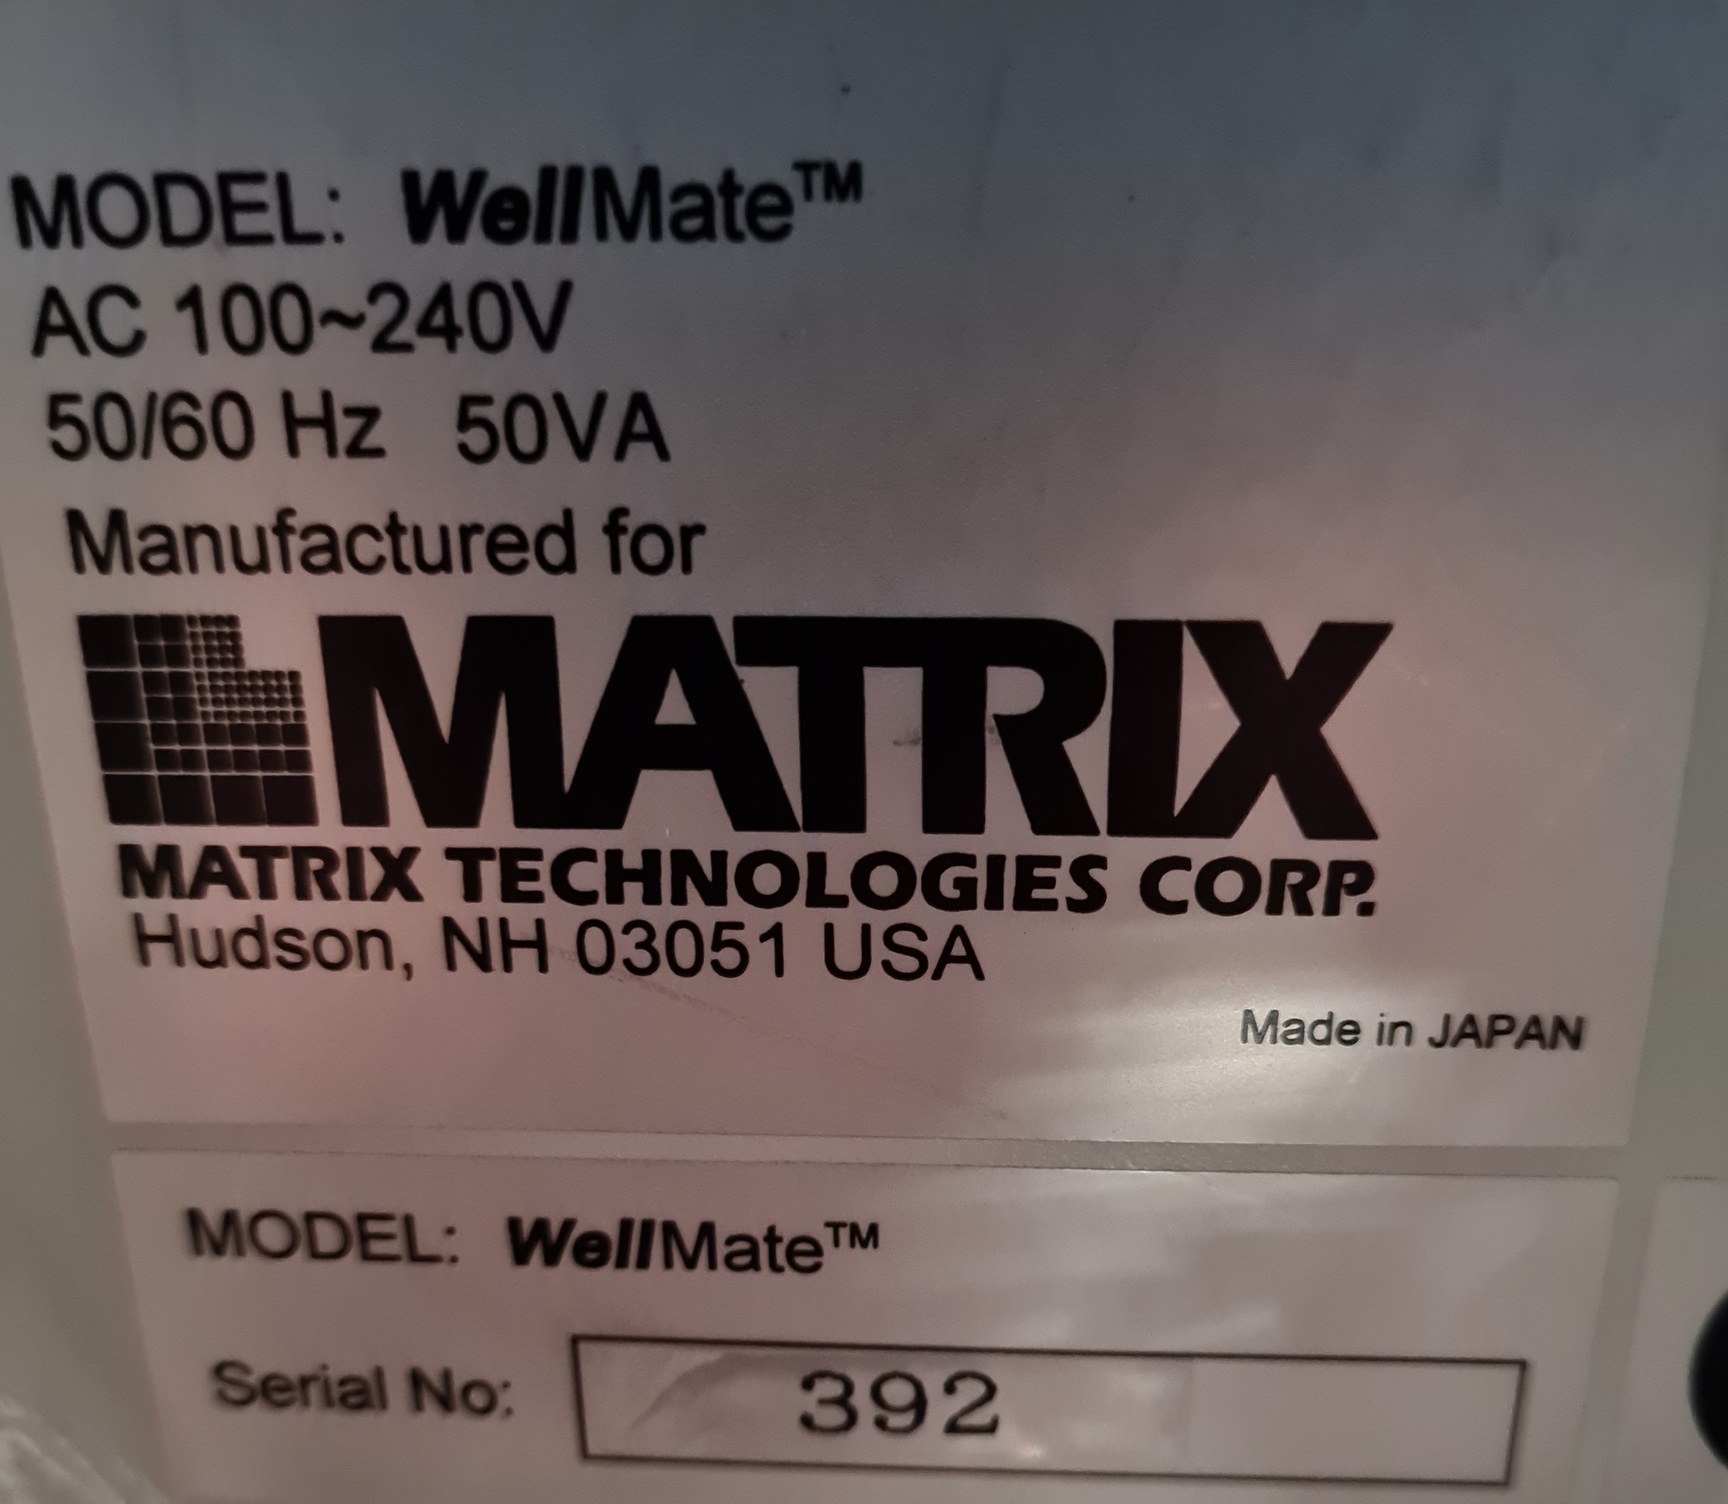 MODEL: WellMate™
AC 100~240V
50/60 Hz 50VA
Manufactured for
MATRIX
MATRIX TECHNOLOGIES CORP.
Hudson, NH 03051 USA
Made in JAPAN
MODEL: WellMate™
Serial No: 392